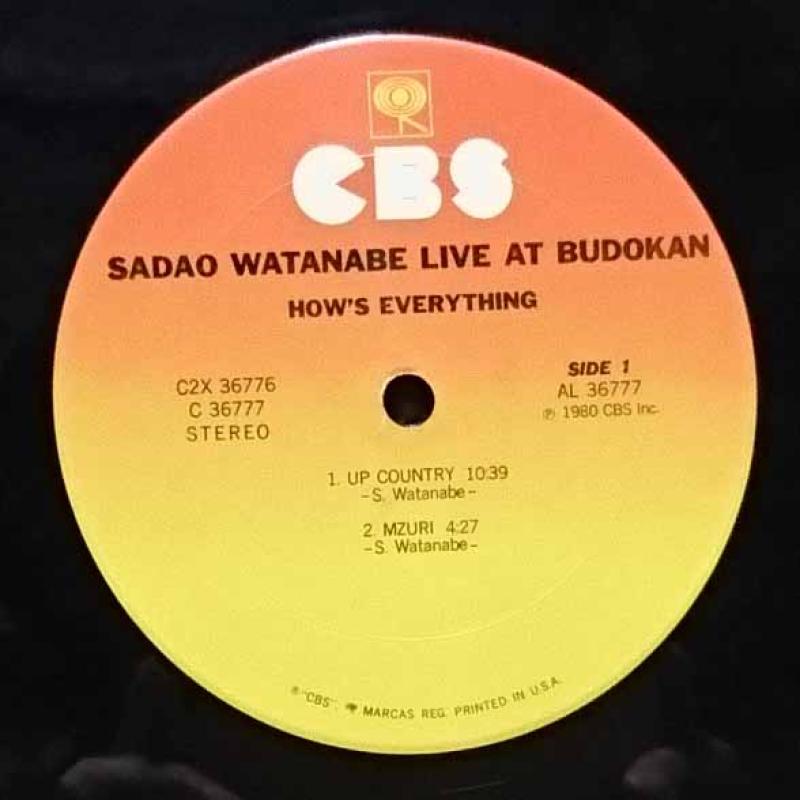 CBS
SADAO WATANABE LIVE AT BUDOKAN
HOW'S EVERYTHING
C2X 36776
C 36777
STEREO
SIDE 1
AL 36777
℗ 1980 CBS Inc.
1. UP COUNTRY 10:39
-S. Watanabe-
2. MZURI 4:27
-S. Watanabe-
® "CBS", MARCAS REG. PRINTED IN U.S.A.